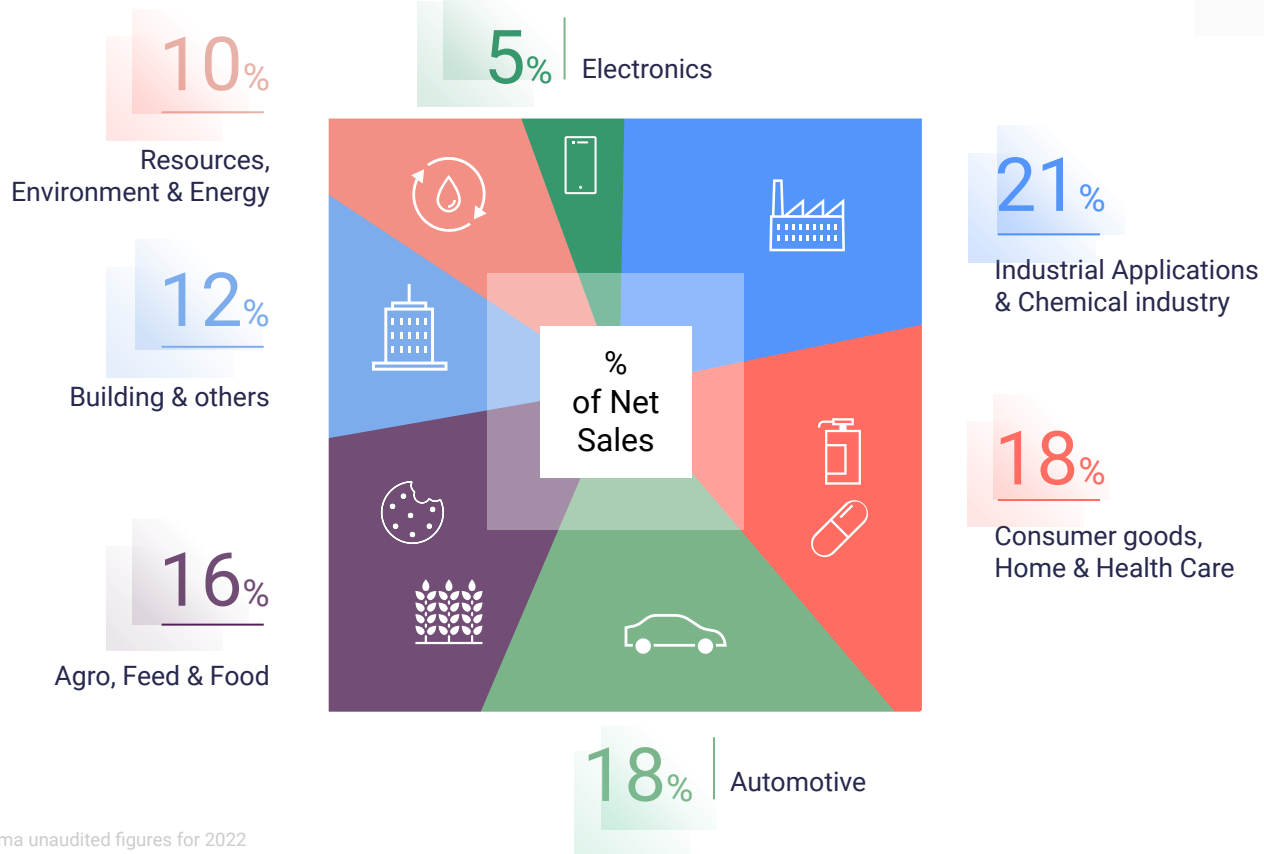 10%
Resources,
Environment & Energy
5%
Electronics
21%
Industrial Applications
& Chemical industry
12%
Building & others
%
of Net
Sales
18%
Consumer goods,
Home & Health Care
16%
Agro, Feed & Food
18%
Automotive
unaudited figures for 2022